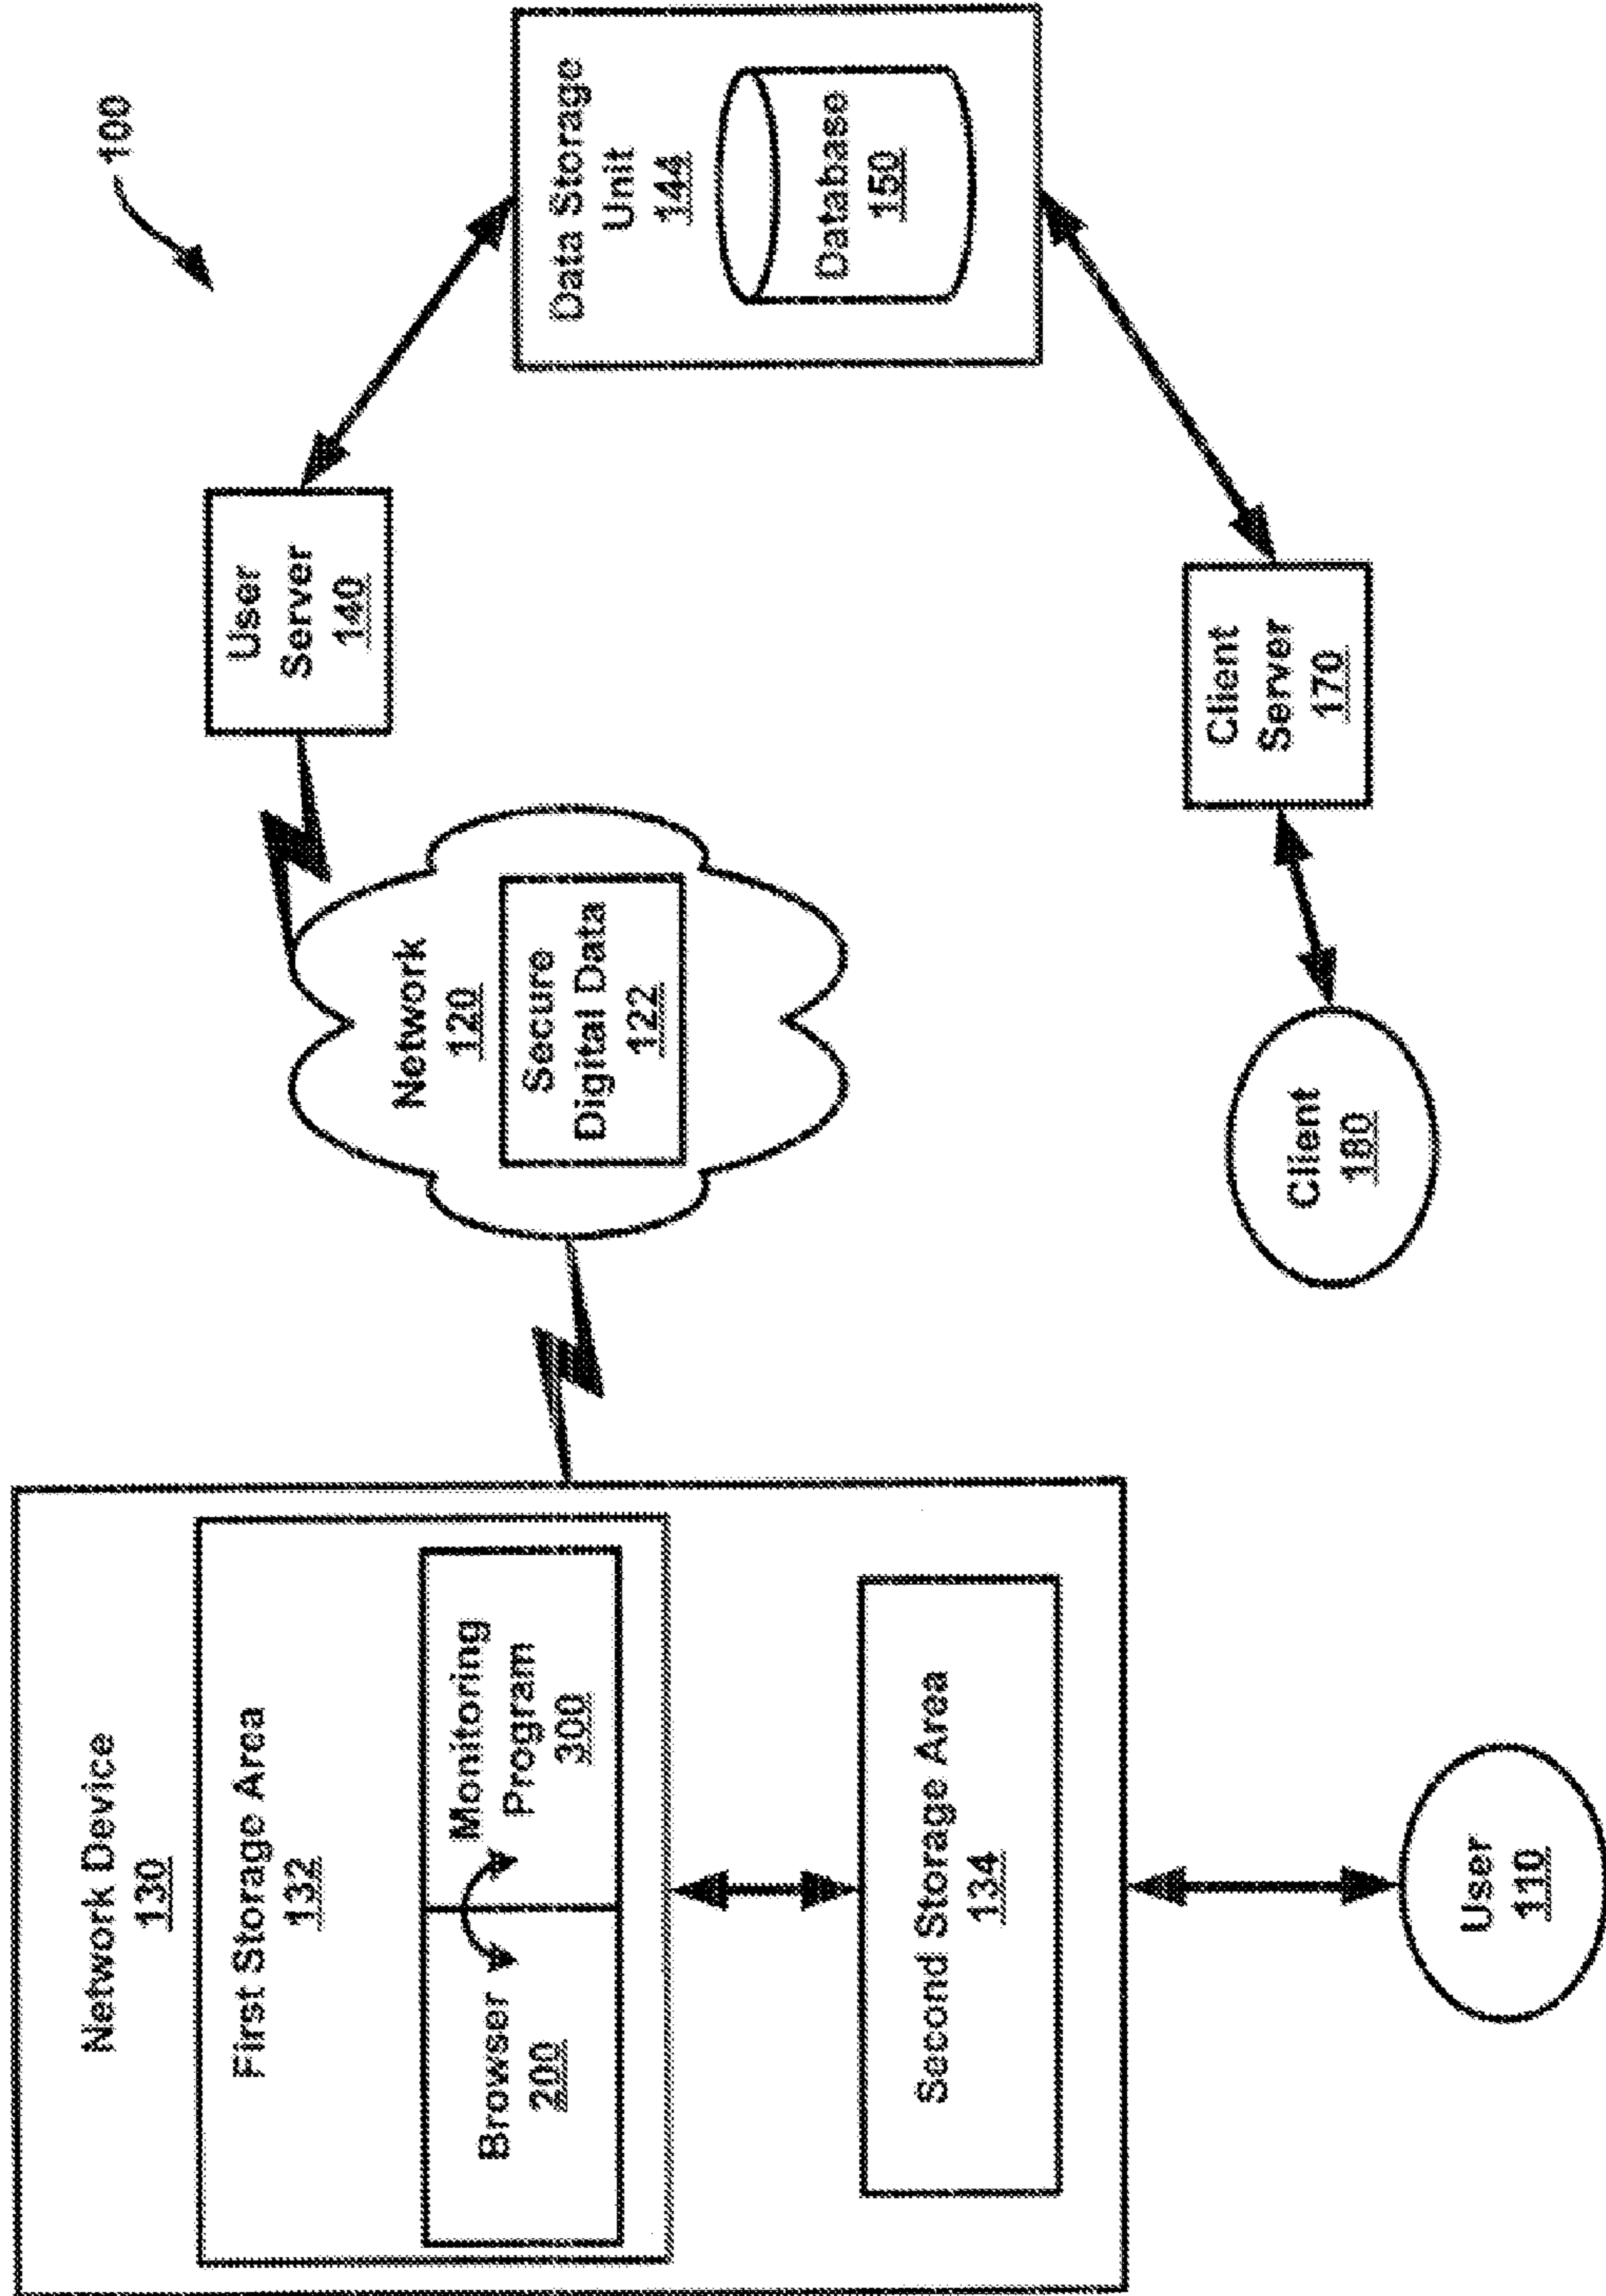 100
Network Device
130
First Storage Area
132
Browser
200
Monitoring
Program
300
Second Storage Area
134
User
110
Network
120
Secure
Digital Data
122
User
Server
140
Data Storage
Unit
144
Database
150
Client
Server
170
Client
180